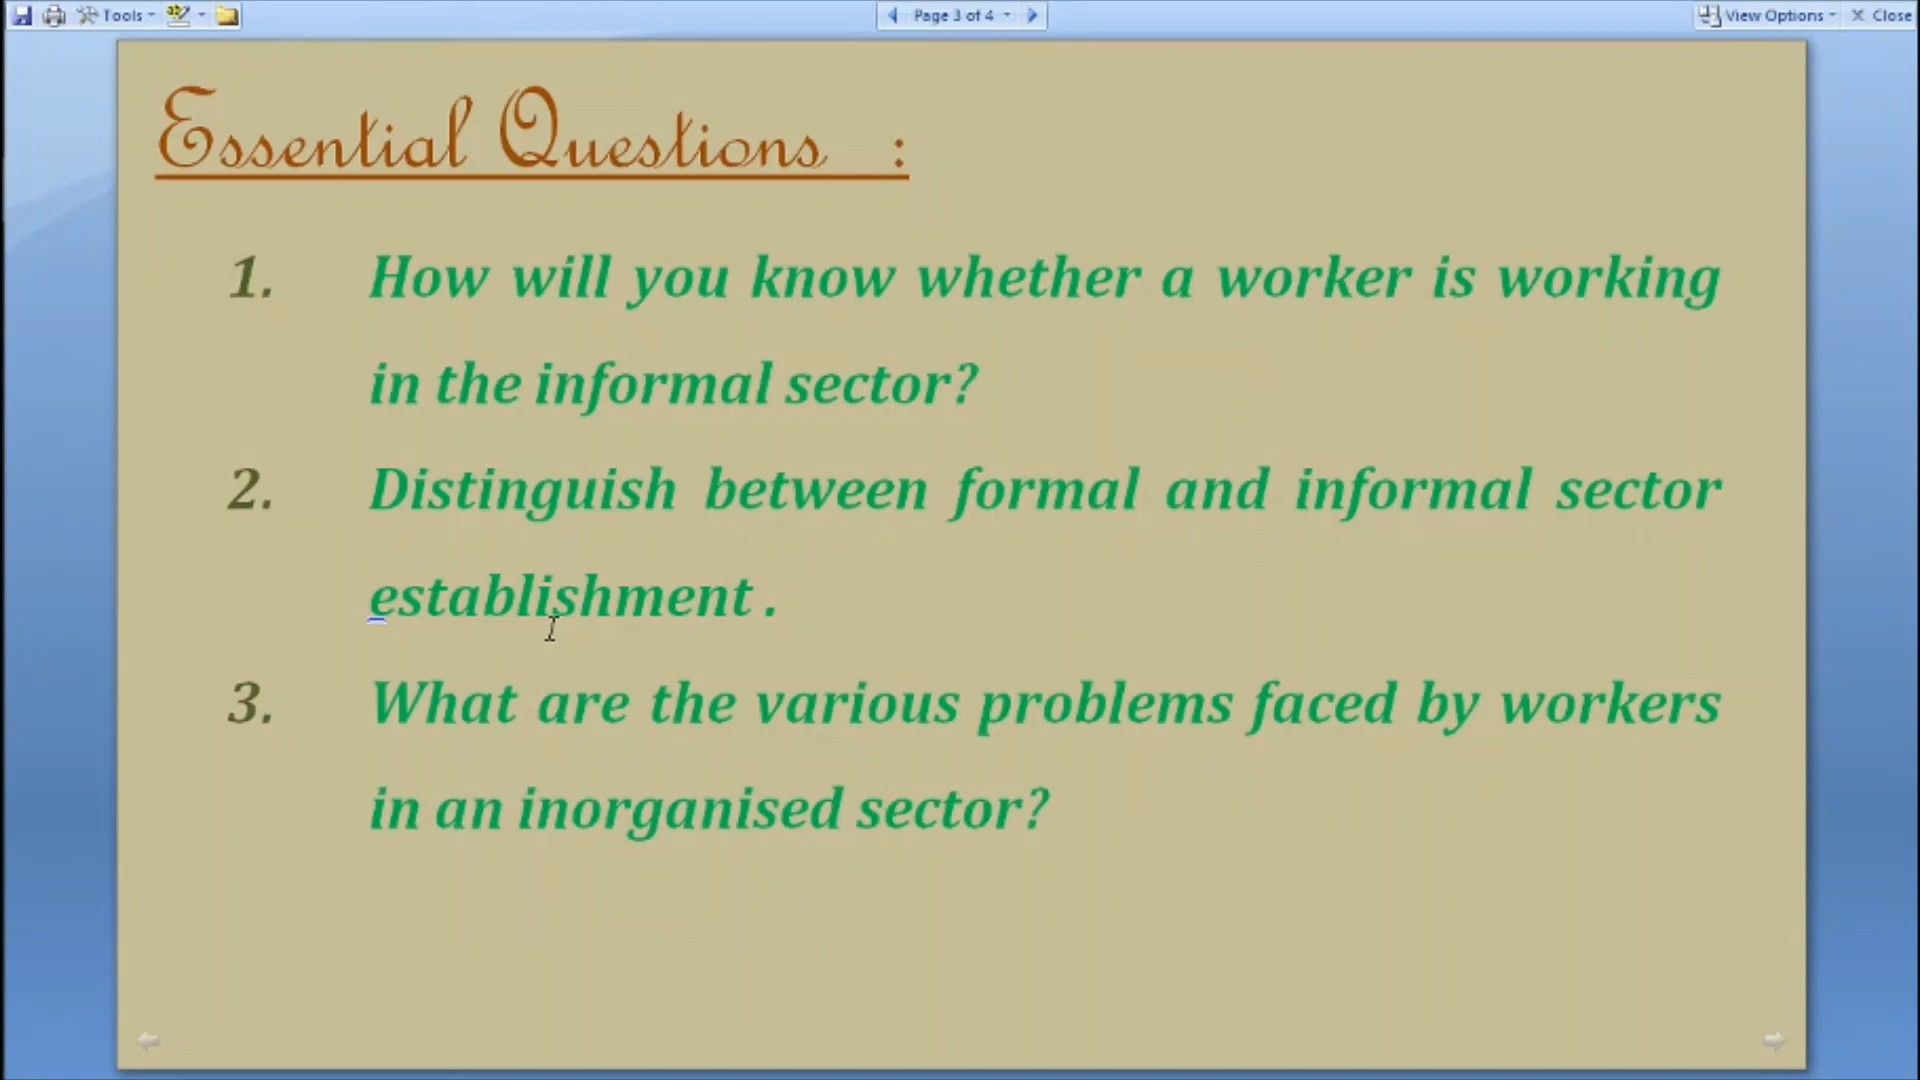 Tools
Page 3 of 4
View Options
Close
Essential Questions :
1. How will you know whether a worker is working
in the informal sector?
2. Distinguish between formal and informal sector
establishment .
3. What are the various problems faced by workers
in an inorganised sector?